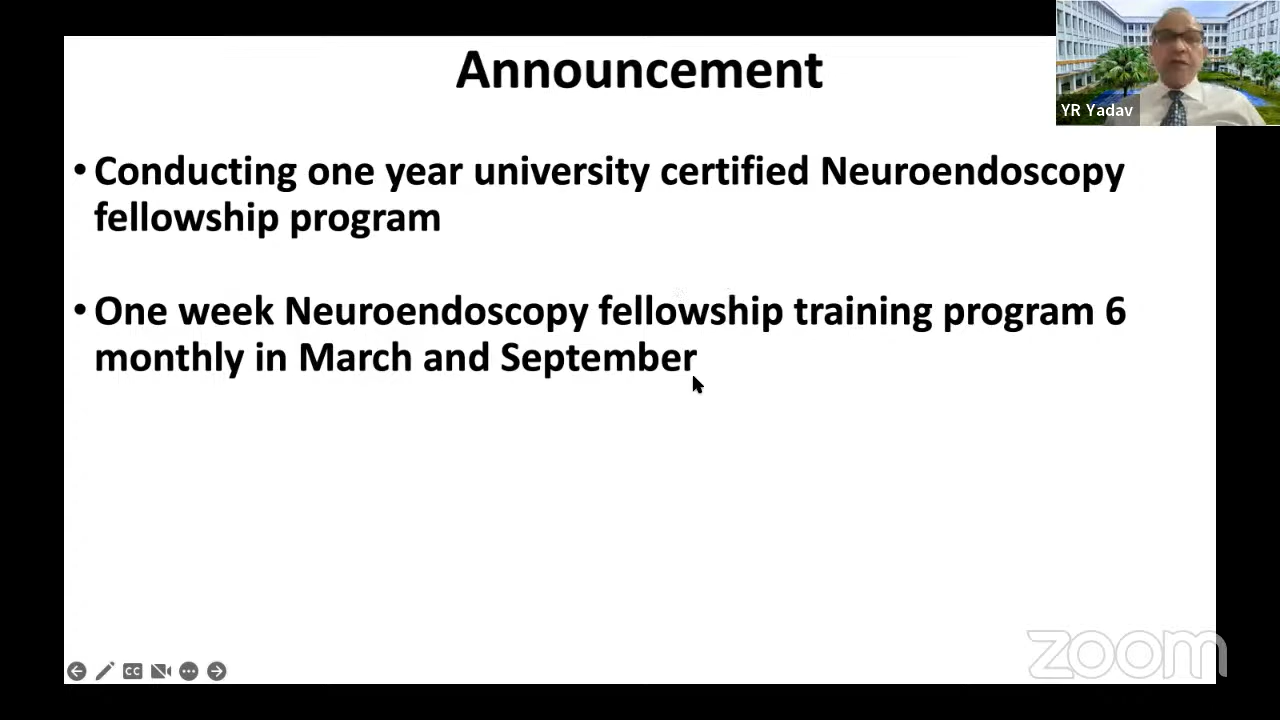 Announcement
YR Yadav
• Conducting one year university certified Neuroendoscopy
fellowship program
• One week Neuroendoscopy fellowship training program 6
monthly in March and September
CC
zoom